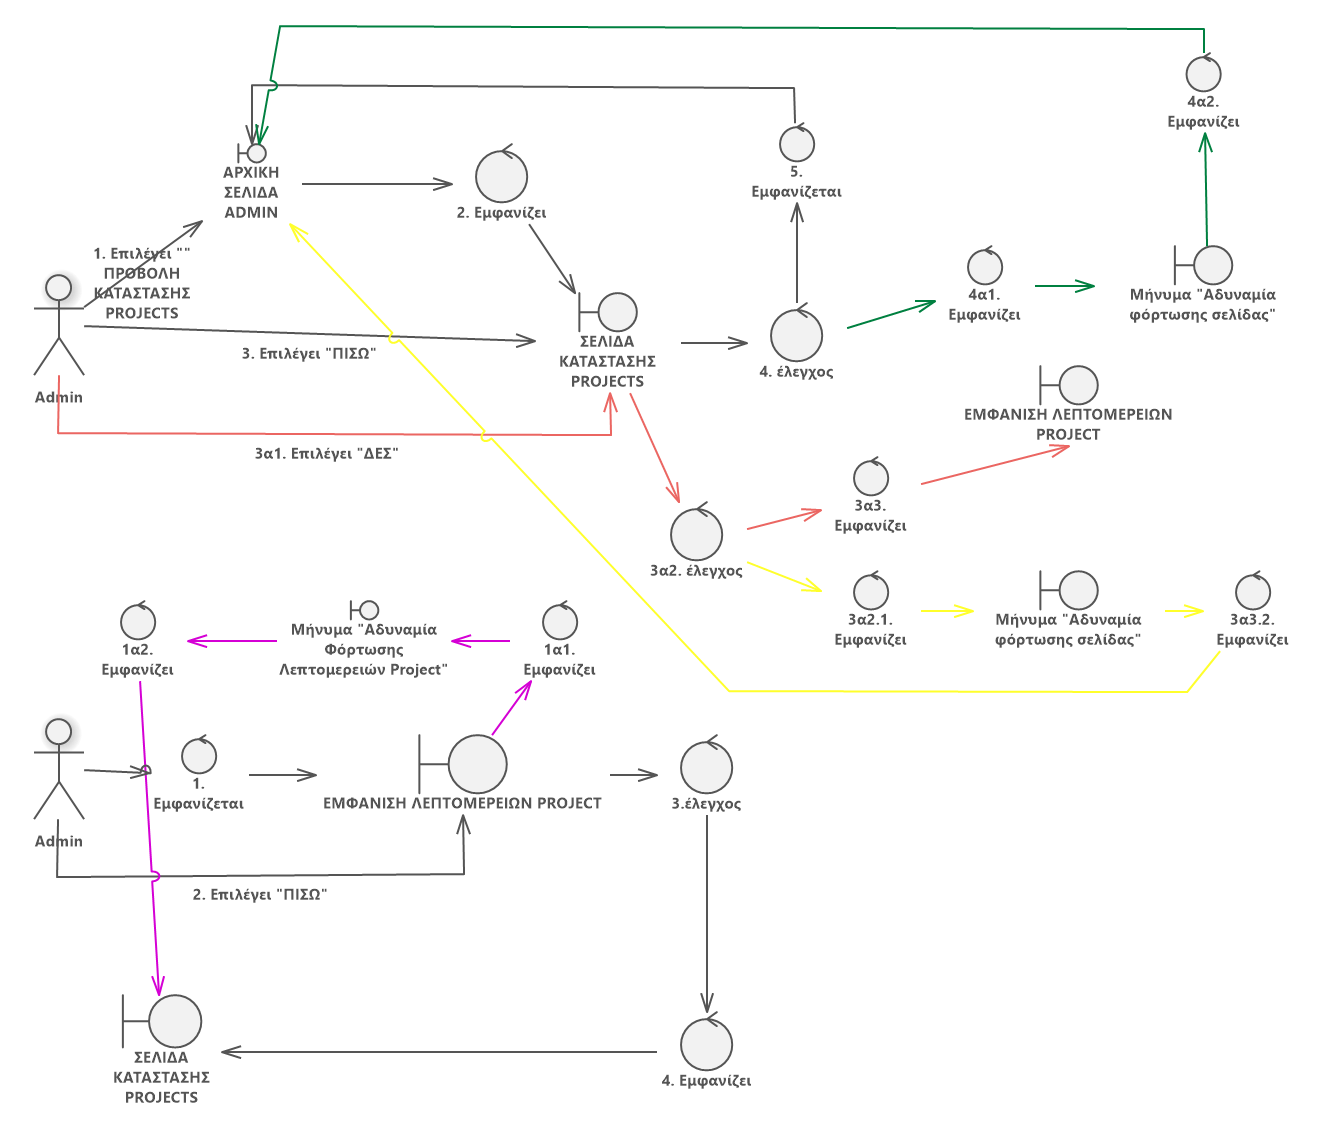 4α2.
Εμφανίζει
ΑΡΧΙΚΗ
ΣΕΛΙΔΑ
ADMIN
2. Εμφανίζει
5.
Εμφανίζεται
1. Επιλέγει ""
ΠΡΟΒΟΛΗ
ΚΑΤΑΣΤΑΣΗΣ
PROJECTS
4α1.
Εμφανίζει
Μήνυμα "Αδυναμία
φόρτωσης σελίδας"
3. Επιλέγει "ΠΙΣΩ"
ΣΕΛΙΔΑ
ΚΑΤΑΣΤΑΣΗΣ
PROJECTS
4. έλεγχος
Admin
ΕΜΦΑΝΙΣΗ ΛΕΠΤΟΜΕΡΕΙΩΝ
PROJECT
3α1. Επιλέγει "ΔΕΣ"
3α3.
Εμφανίζει
3α2. έλεγχος
3α2.1.
Εμφανίζει
Μήνυμα "Αδυναμία
φόρτωσης σελίδας"
3α3.2.
Εμφανίζει
1α2.
Εμφανίζει
Μήνυμα "Αδυναμία
Φόρτωσης
Λεπτομερειών Project"
1α1.
Εμφανίζει
1.
Εμφανίζεται
ΕΜΦΑΝΙΣΗ ΛΕΠΤΟΜΕΡΕΙΩΝ PROJECT
3.έλεγχος
Admin
2. Επιλέγει "ΠΙΣΩ"
ΣΕΛΙΔΑ
ΚΑΤΑΣΤΑΣΗΣ
PROJECTS
4. Εμφανίζει